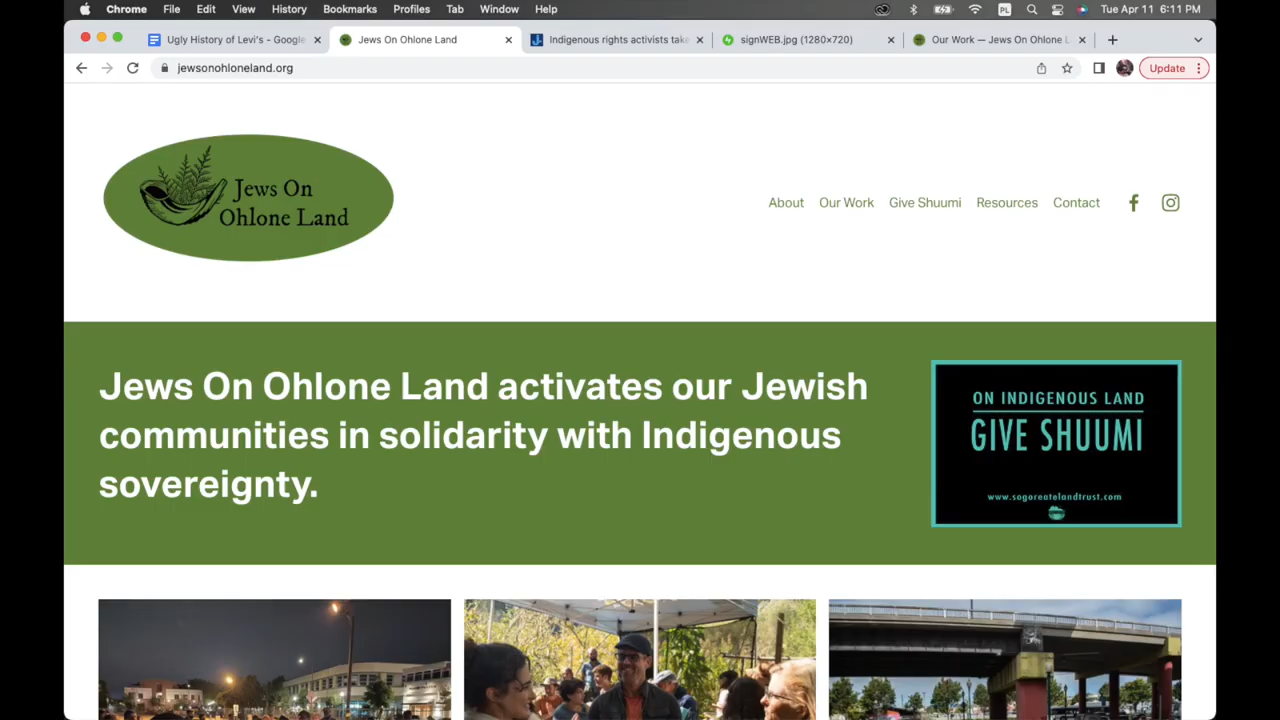 Chrome File Edit View History Bookmarks Profiles Tab Window Help PL Tue Apr 11 6:11 PM
Ugly History of Levi's - Google Jews On Ohlone Land Indigenous rights activists take signWEB.jpg (1280×720) Our Work — Jews On Ohlone L
jewsonohloneland.org Update
Jews On
Ohlone Land
About Our Work Give Shuumi Resources Contact
Jews On Ohlone Land activates our Jewish
communities in solidarity with Indigenous
sovereignty.
ON INDIGENOUS LAND
GIVE SHUUMI
www.sogoreatelandtrust.com